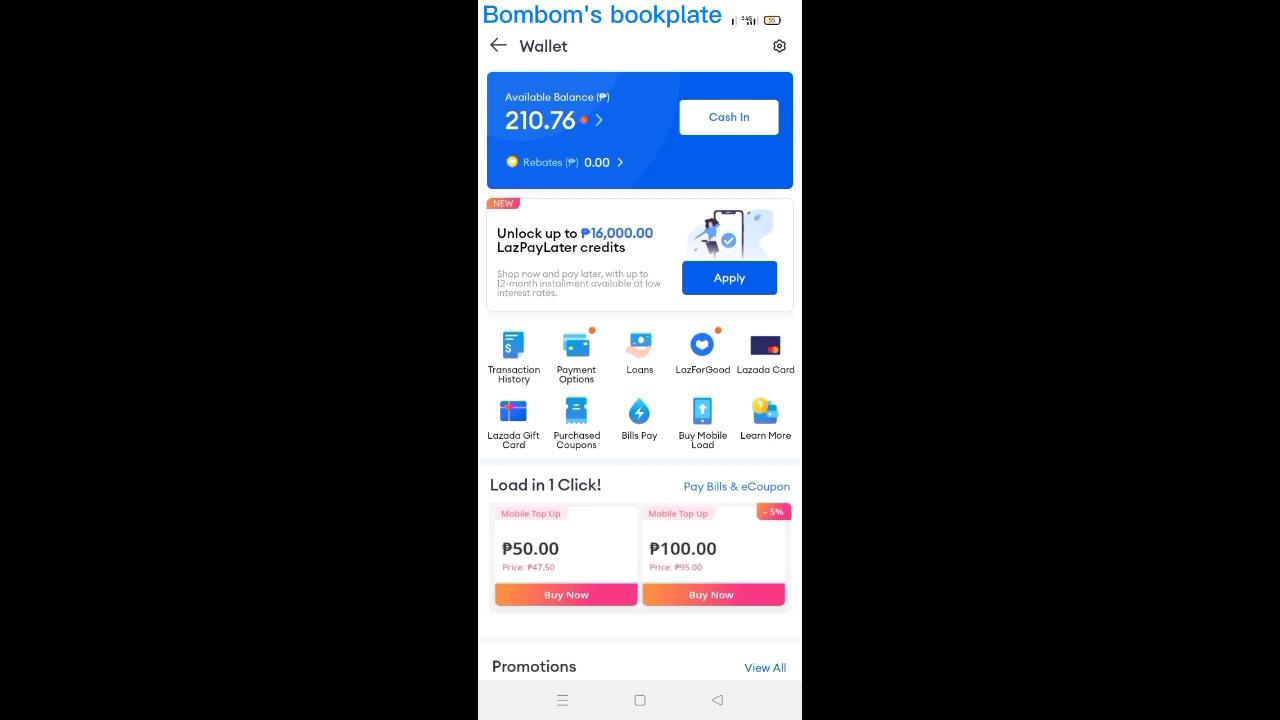 Bombom's bookplate
55
Wallet
Available Balance (₱)
210.76
Cash In
Rebates (₱) 0.00
NEW
Unlock up to ₱16,000.00
LazPayLater credits
Shop now and pay later, with up to
12-month installment available at low
interest rates.
Apply
Transaction
History
Payment
Options
Loans
LazForGood
Lazada Card
Lazada Gift
Card
Purchased
Coupons
Bills Pay
Buy Mobile
Load
Learn More
Load in 1 Click!
Pay Bills & eCoupon
Mobile Top Up
₱50.00
Price: ₱47.50
Buy Now
Mobile Top Up
- 5%
₱100.00
Price: ₱95.00
Buy Now
Promotions
View All